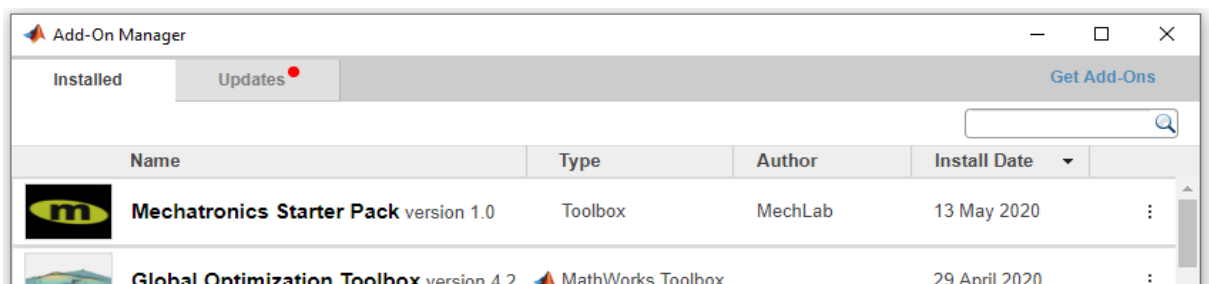 Add-On Manager
Installed Updates Get Add-Ons
Name Type Author Install Date
m Mechatronics Starter Pack version 1.0 Toolbox MechLab 13 May 2020
Global Optimization Toolbox version 4.2 MathWorks Toolbox 29 April 2020